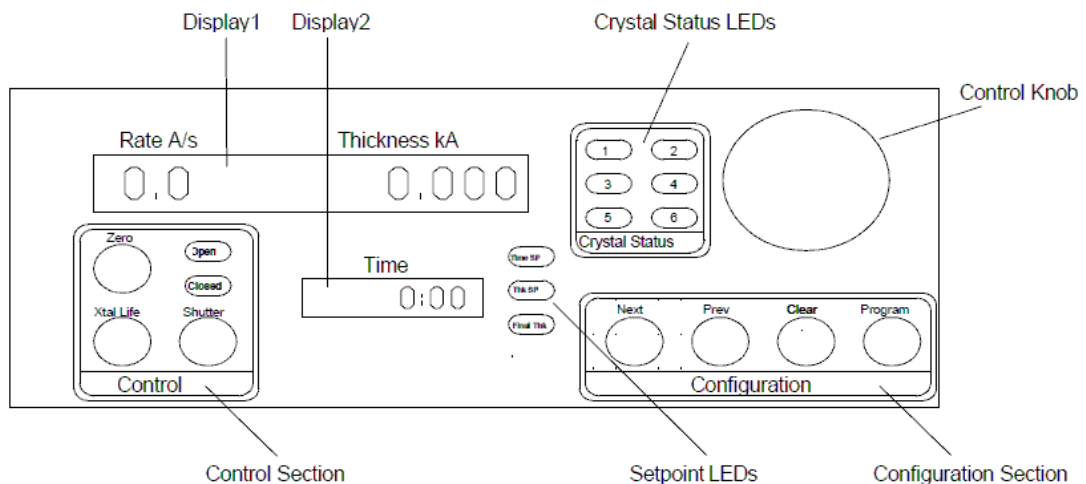 Display1 Display2 Crystal Status LEDs
Control Knob
Rate A/s Thickness kA
0.0 0.000
1 2
3 4
5 6
Crystal Status
Zero
Open
Closed
Xtal Life Shutter
Control
Time
0:00
Time SP
Thk SP
Final Thk
Next Prev Clear Program
Configuration
Control Section Setpoint LEDs Configuration Section